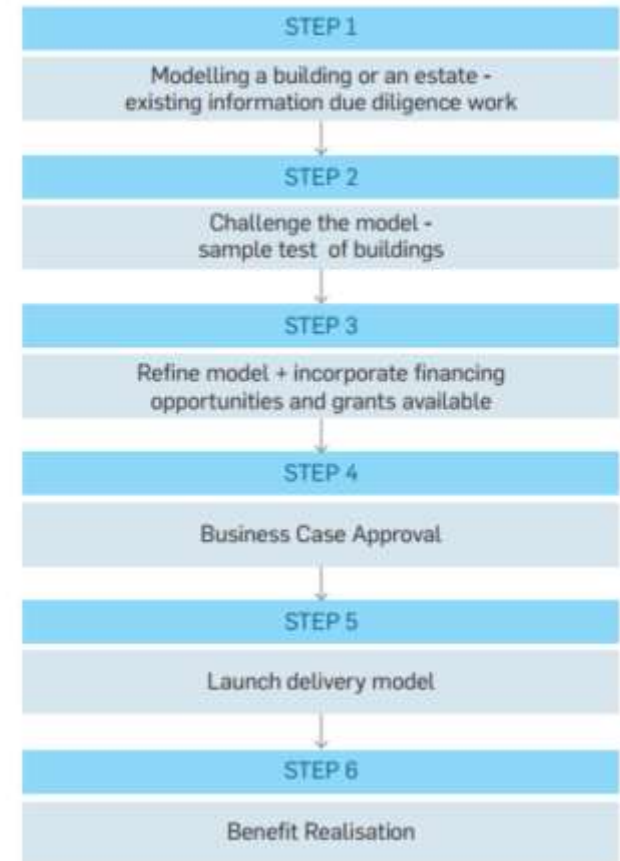 STEP 1
Modelling a building or an estate -
existing information due diligence work
STEP 2
Challenge the model -
sample test of buildings
STEP 3
Refine model + incorporate financing
opportunities and grants available
STEP 4
Business Case Approval
STEP 5
Launch delivery model
STEP 6
Benefit Realisation